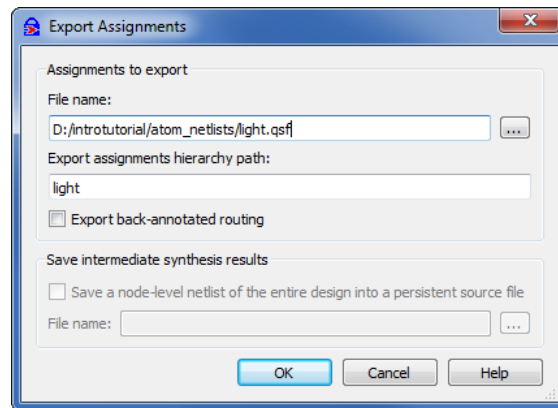 Export Assignments
Assignments to export
File name:
D:/introtutorial/atom_netlists/light.qsf
...
Export assignments hierarchy path:
light
Export back-annotated routing
Save intermediate synthesis results
Save a node-level netlist of the entire design into a persistent source file
File name:
...
OK Cancel Help